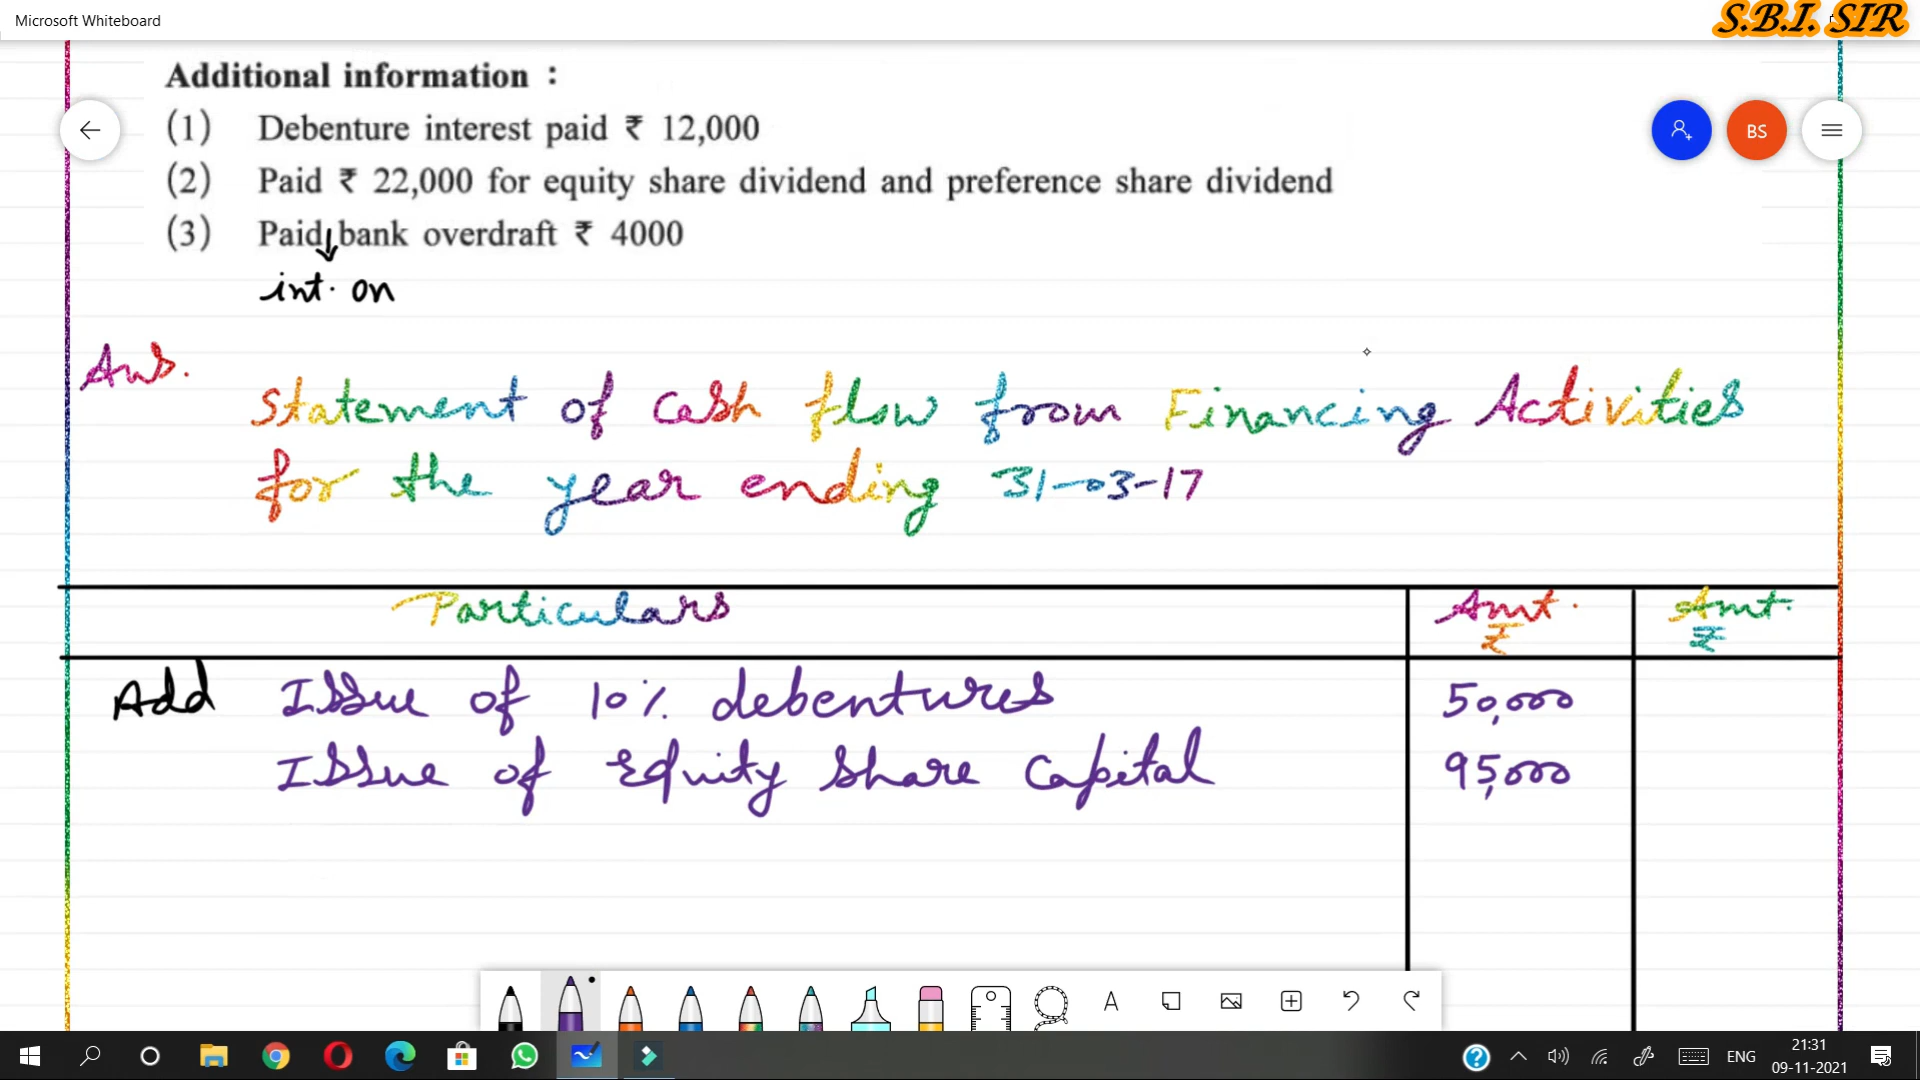 Microsoft Whiteboard
S.B.I. SIR
Additional information :
(1) Debenture interest paid ₹ 12,000
(2) Paid ₹ 22,000 for equity share dividend and preference share dividend
(3) Paid bank overdraft ₹ 4000
int. on
BS
Ans.
Statement of Cash flow from Financing Activities
for the year ending 31-03-17
Particulars Amt. ₹ Amt. ₹
Add Issue of 10% debentures 50,000
Issue of Equity Share Capital 95,000
A
ENG
21:31
09-11-2021